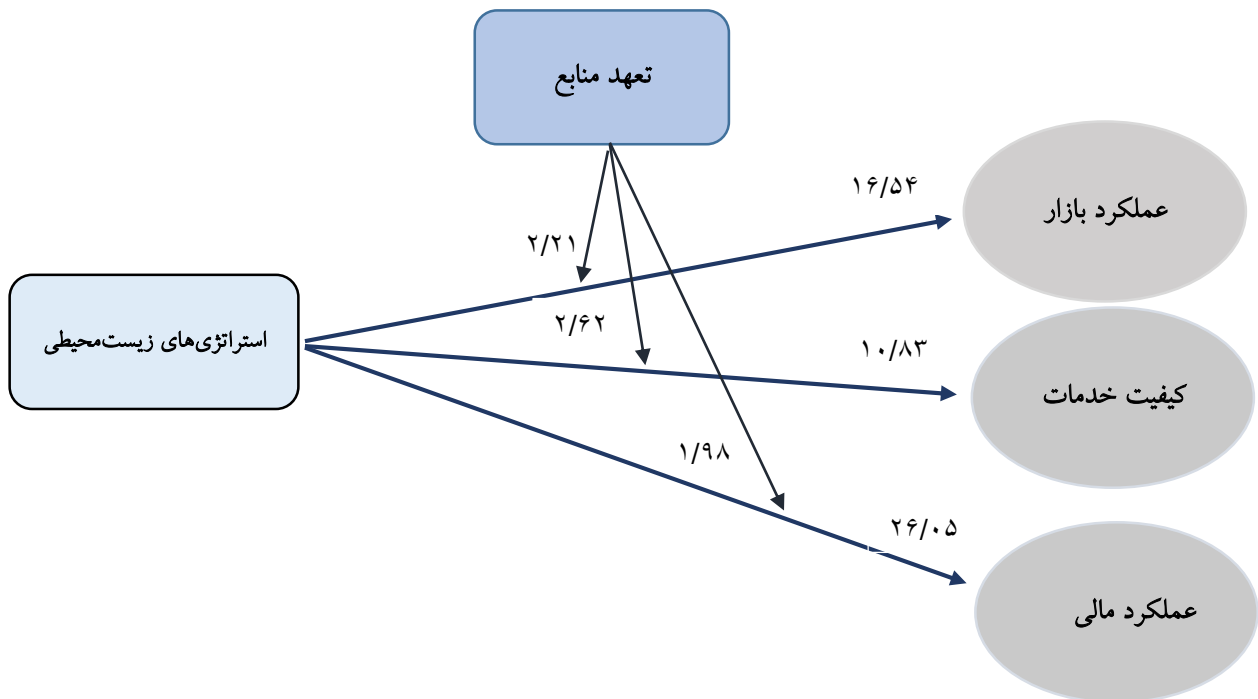 تعهد منابع
۱۶/۵۴
عملکرد بازار
۲/۲۱
۲/۶۲
استراتژی‌های زیست‌محیطی
۱۰/۸۳
کیفیت خدمات
۱/۹۸
۲۶/۰۵
عملکرد مالی